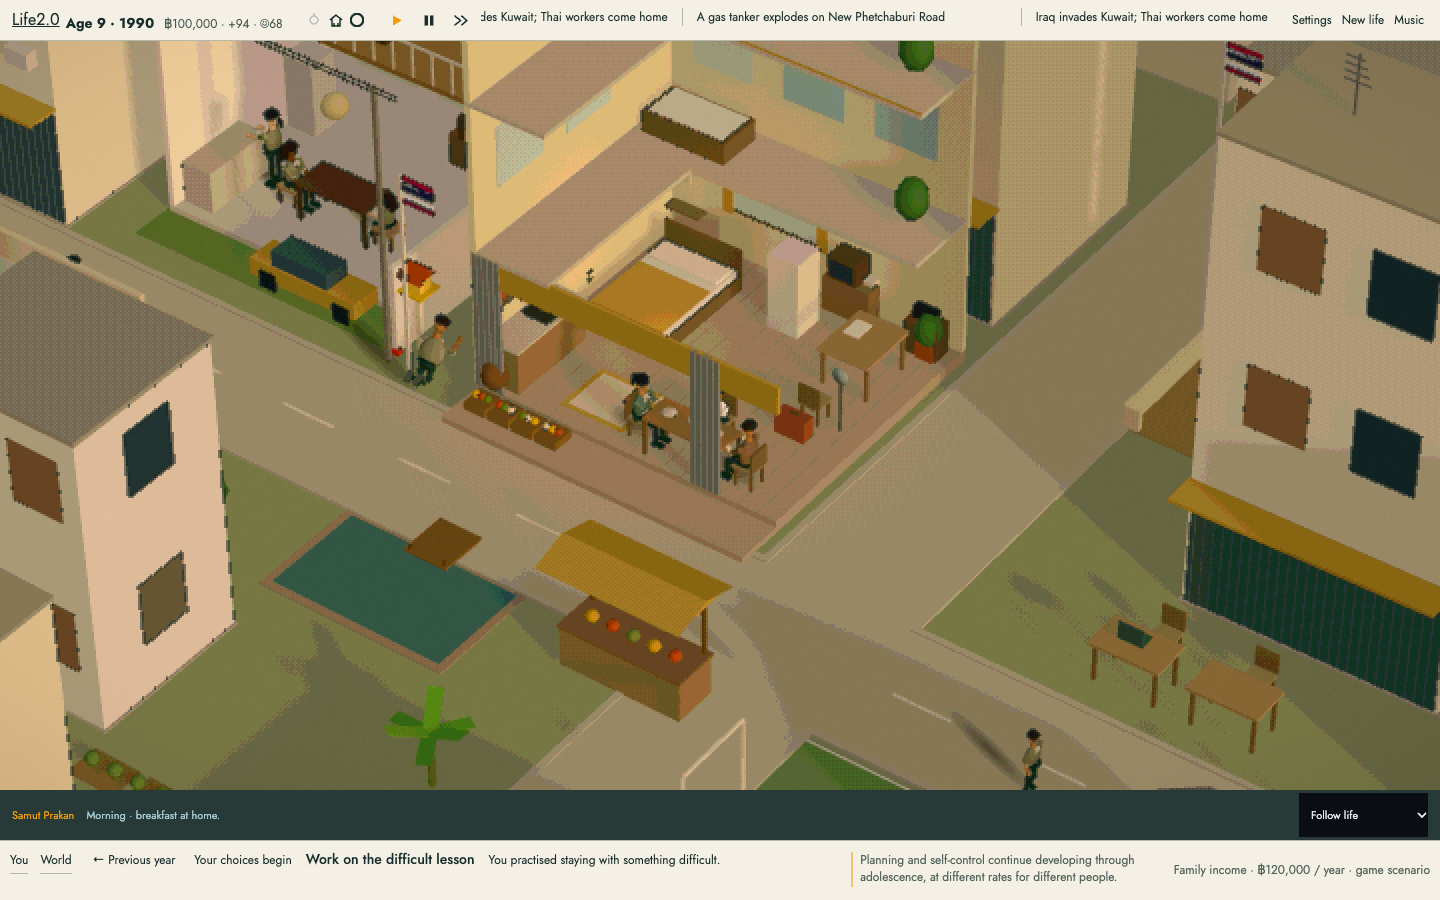 Life2.0 Age 9 · 1990 ฿100,000 · +94 · ☺68
des Kuwait; Thai workers come home
A gas tanker explodes on New Phetchaburi Road
Iraq invades Kuwait; Thai workers come home
Settings New life Music
Samut Prakan Morning · breakfast at home.
Follow life
You World ← Previous year Your choices begin Work on the difficult lesson You practised staying with something difficult.
Planning and self-control continue developing through
adolescence, at different rates for different people.
Family income · ฿120,000 / year · game scenario